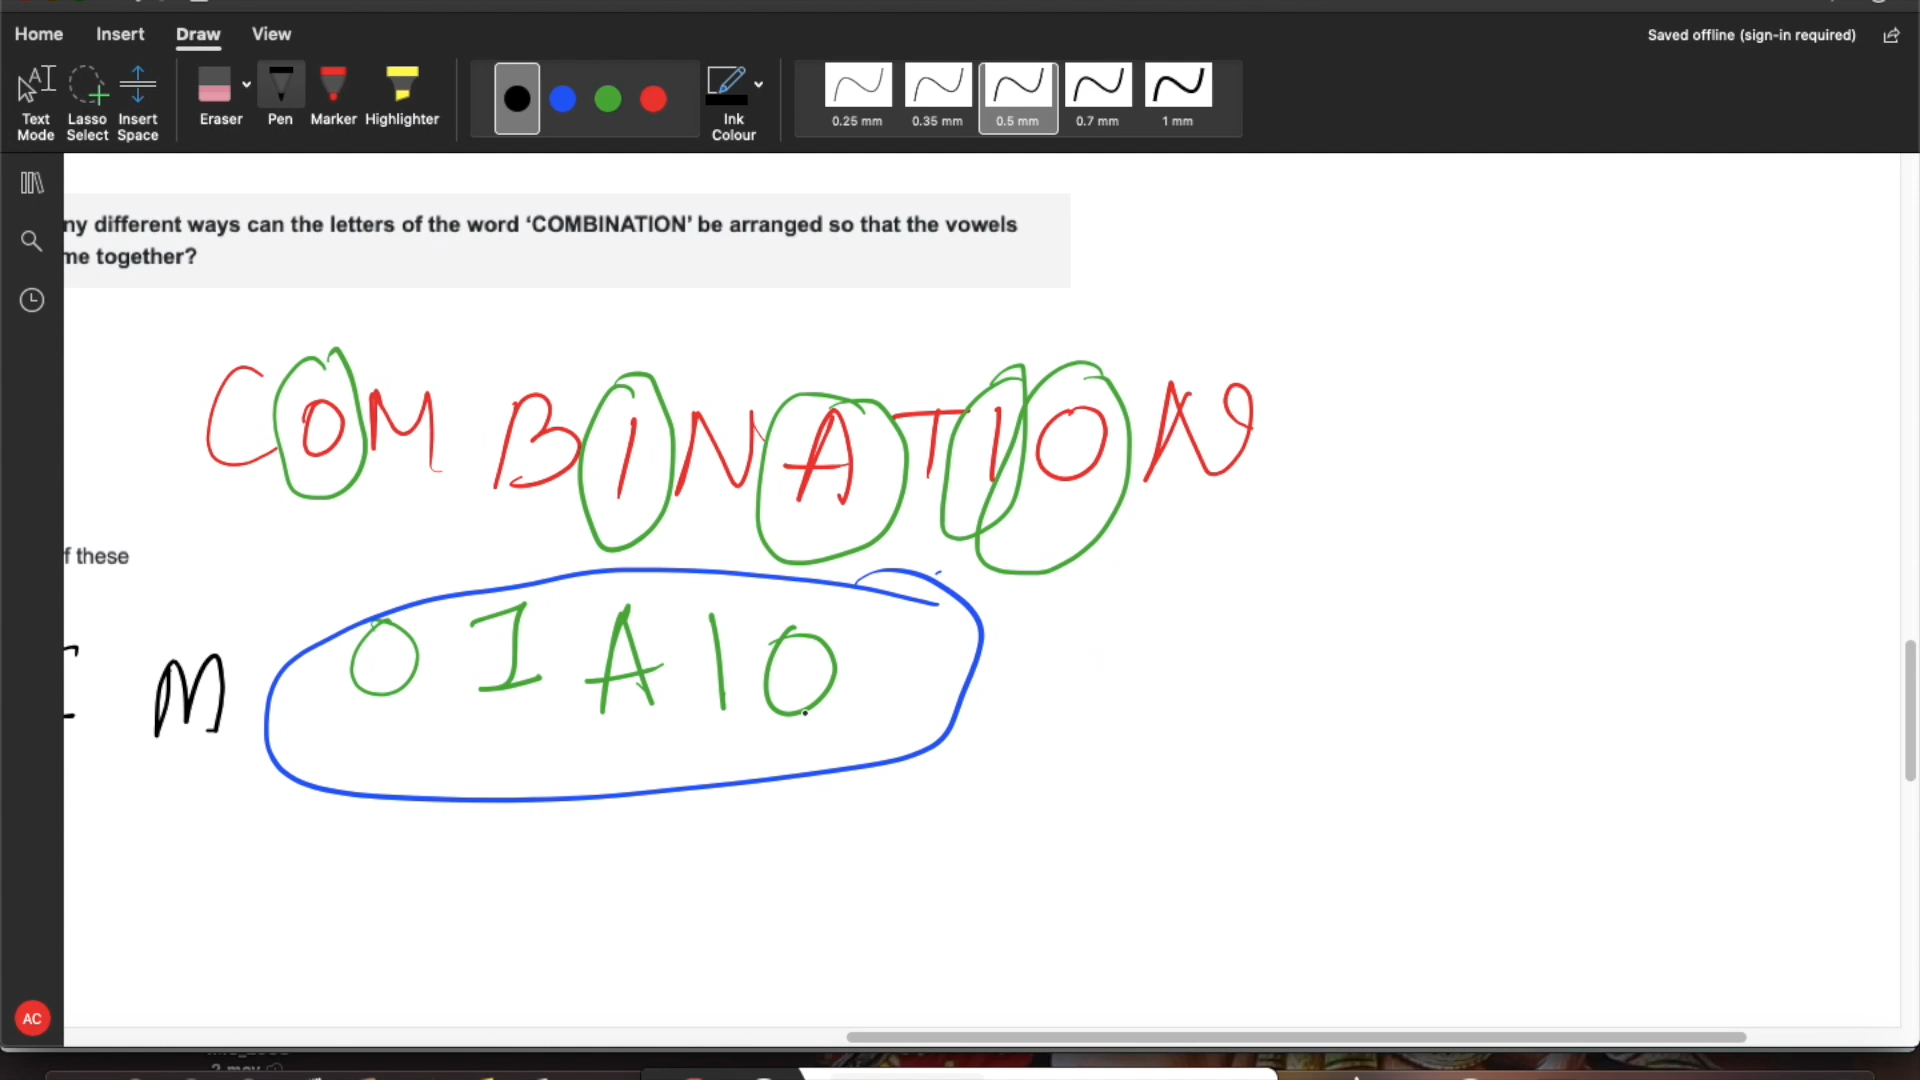 Home Insert Draw View
Saved offline (sign-in required)
Text Mode
Lasso Select
Insert Space
Eraser
Pen
Marker
Highlighter
Ink Colour
0.25 mm
0.35 mm
0.5 mm
0.7 mm
1 mm
ny different ways can the letters of the word ‘COMBINATION’ be arranged so that the vowels
me together?
COMBINATION
f these
M OIAIO
AC